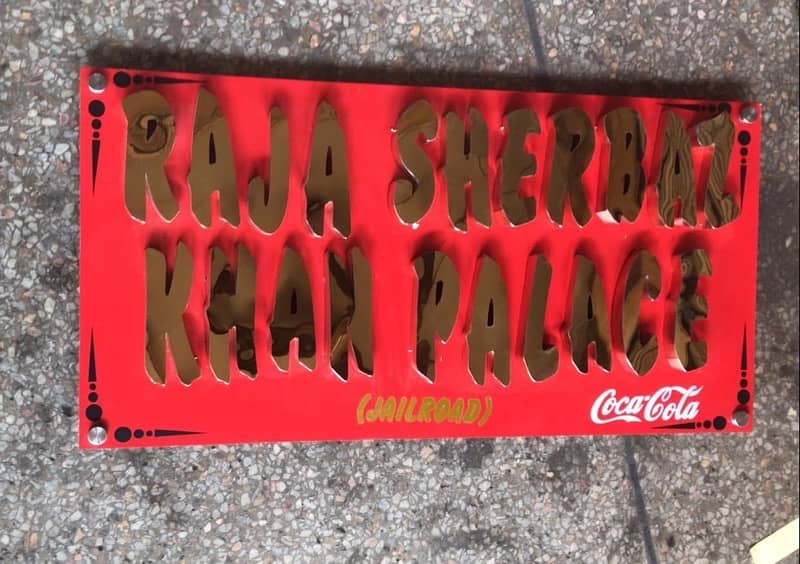 RAJA SHERBAZ
KHAN PALACE
(JAILROAD)
Coca-Cola